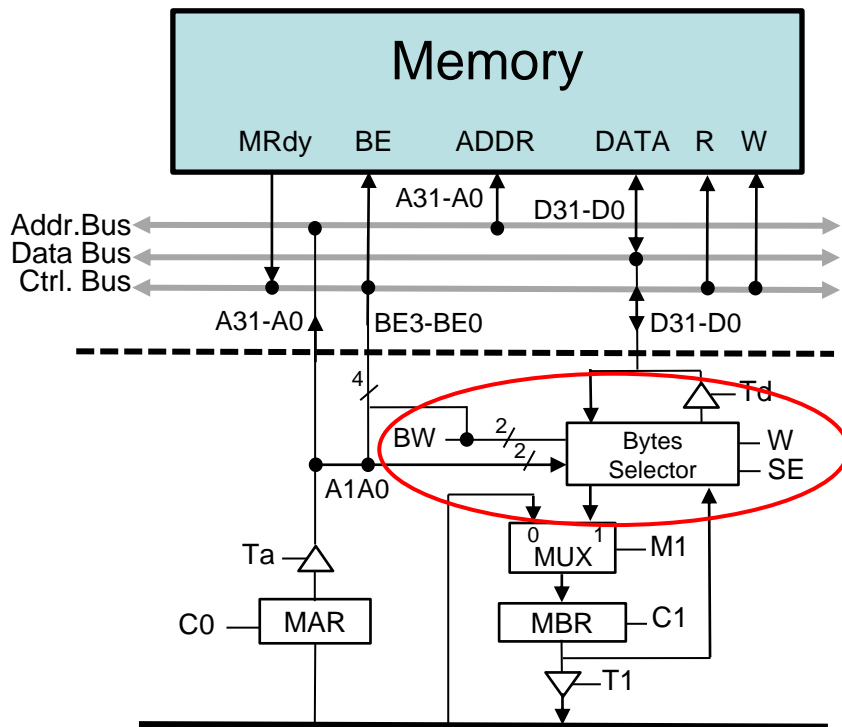 Memory
MRdy BE ADDR DATA R W
A31-A0 D31-D0
Addr.Bus
Data Bus
Ctrl. Bus
A31-A0 BE3-BE0 D31-D0
4 Td
BW 2 Bytes W
2 Selector SE
A1A0
0 1
Ta MUX M1
C0 MAR MBR C1
T1